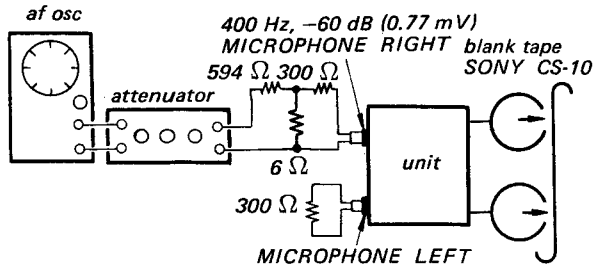 af osc
400 Hz, −60 dB (0.77 mV)
MICROPHONE RIGHT
blank tape
SONY CS-10
594 Ω 300 Ω
attenuator
6 Ω
unit
300 Ω
MICROPHONE LEFT